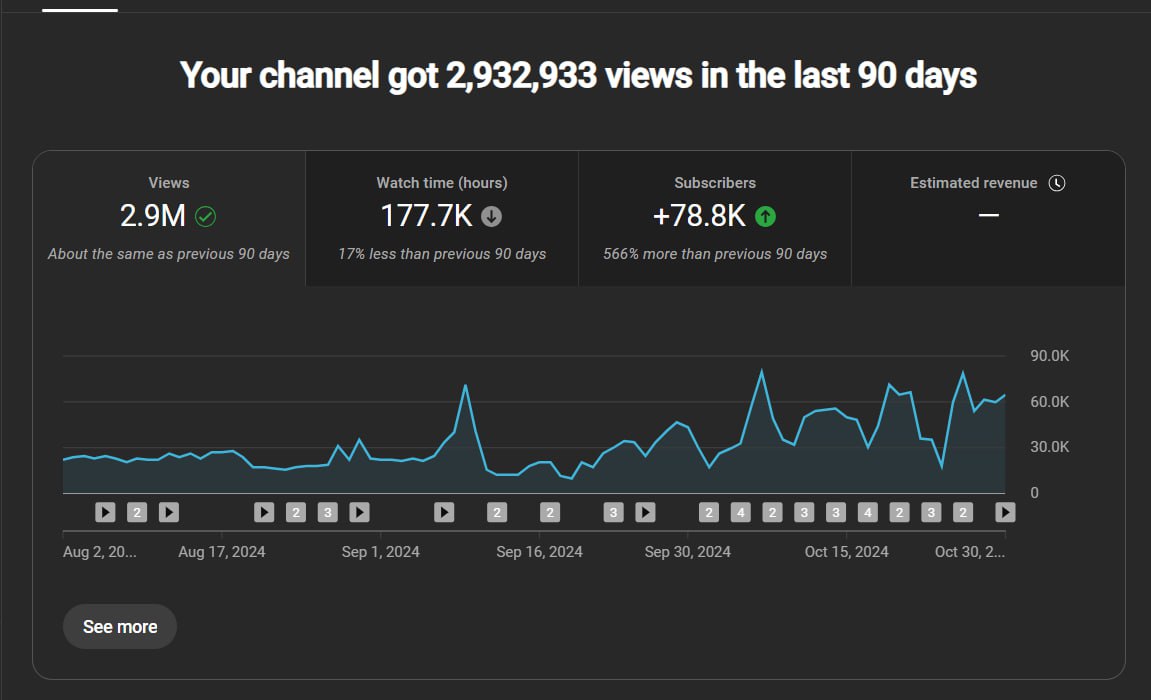 Your channel got 2,932,933 views in the last 90 days
Views
2.9M
About the same as previous 90 days
Watch time (hours)
177.7K
17% less than previous 90 days
Subscribers
+78.8K
566% more than previous 90 days
Estimated revenue
—
90.0K
60.0K
30.0K
0
2 2 3 2 2 3 2 4 2 3 3 4 2 3 2
Aug 2, 20... Aug 17, 2024 Sep 1, 2024 Sep 16, 2024 Sep 30, 2024 Oct 15, 2024 Oct 30, 2...
See more